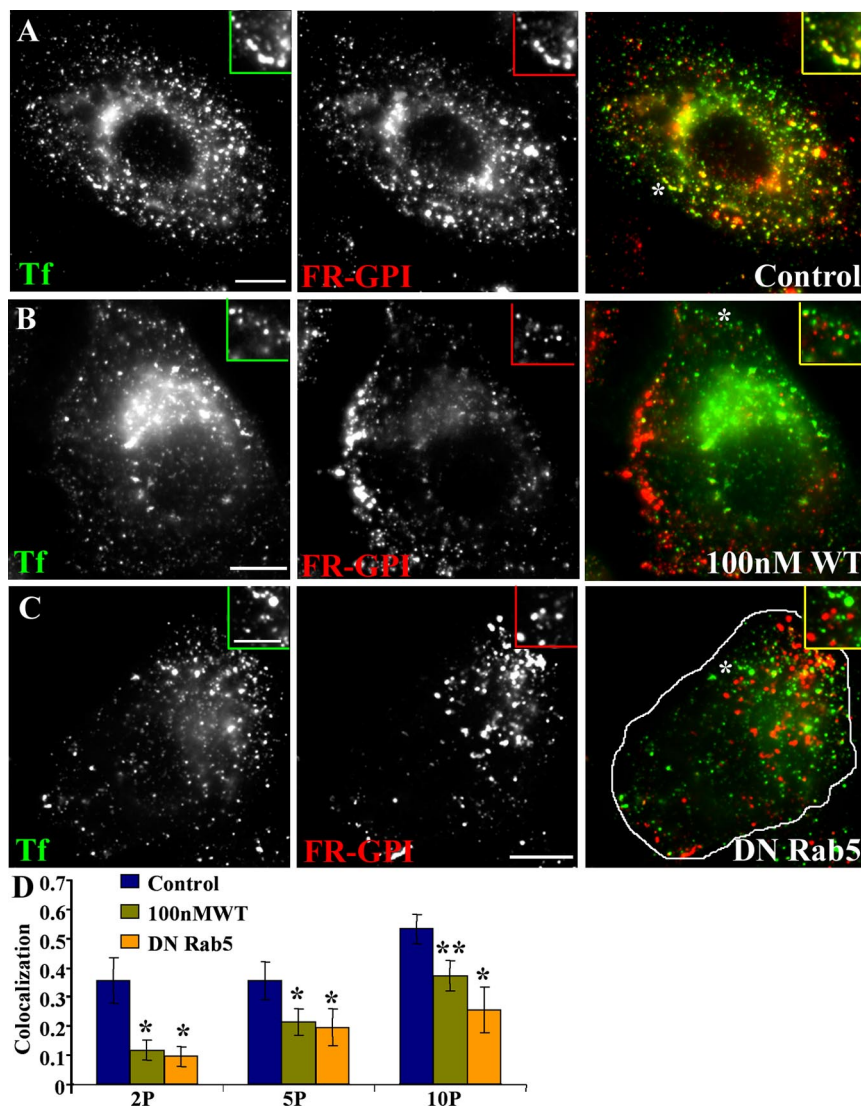 A
Tf
FR-GPI
*
Control
B
Tf
FR-GPI
*
100nM WT
C
Tf
FR-GPI
*
DN Rab5
D
0.7
0.6
0.5
0.4
0.3
0.2
0.1
0
Colocalization
Control
100nMWT
DN Rab5
* *
* *
** *
2P 5P 10P